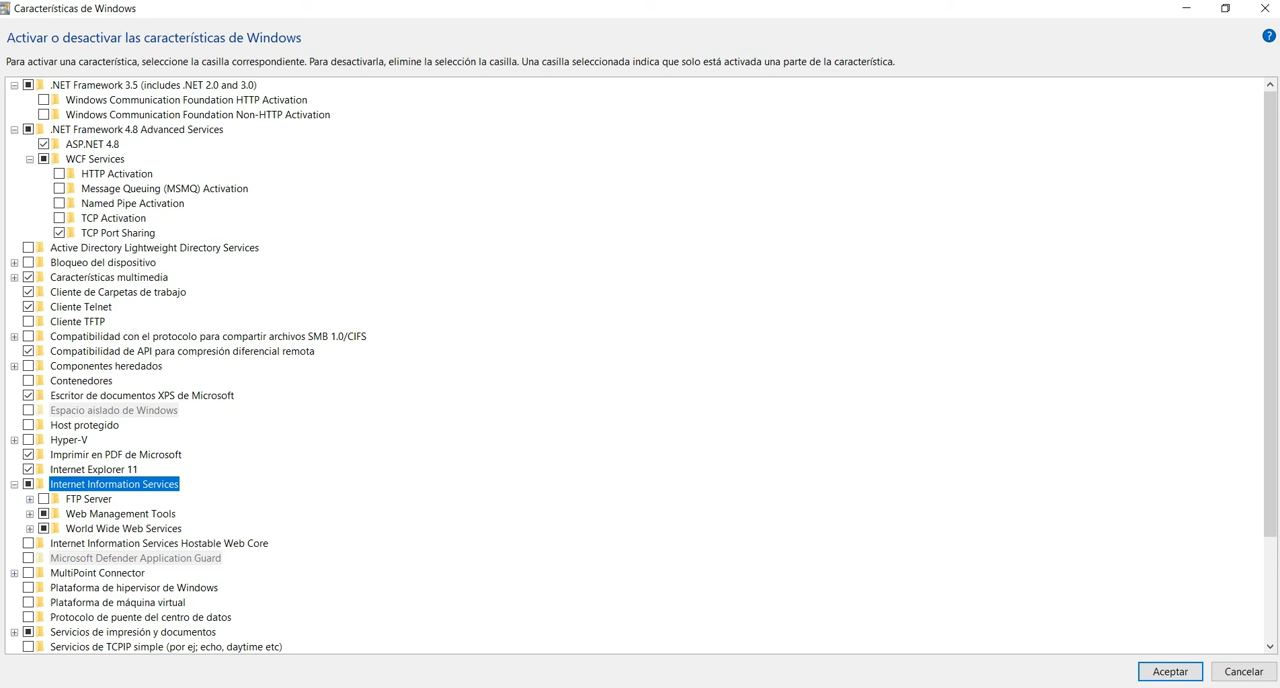 Características de Windows
Activar o desactivar las características de Windows
?
Para activar una característica, seleccione la casilla correspondiente. Para desactivarla, elimine la selección la casilla. Una casilla seleccionada indica que solo está activada una parte de la característica.
.NET Framework 3.5 (includes .NET 2.0 and 3.0)
Windows Communication Foundation HTTP Activation
Windows Communication Foundation Non-HTTP Activation
.NET Framework 4.8 Advanced Services
ASP.NET 4.8
WCF Services
HTTP Activation
Message Queuing (MSMQ) Activation
Named Pipe Activation
TCP Activation
TCP Port Sharing
Active Directory Lightweight Directory Services
Bloqueo del dispositivo
Características multimedia
Cliente de Carpetas de trabajo
Cliente Telnet
Cliente TFTP
Compatibilidad con el protocolo para compartir archivos SMB 1.0/CIFS
Compatibilidad de API para compresión diferencial remota
Componentes heredados
Contenedores
Escritor de documentos XPS de Microsoft
Espacio aislado de Windows
Host protegido
Hyper-V
Imprimir en PDF de Microsoft
Internet Explorer 11
Internet Information Services
FTP Server
Web Management Tools
World Wide Web Services
Internet Information Services Hostable Web Core
Microsoft Defender Application Guard
MultiPoint Connector
Plataforma de hipervisor de Windows
Plataforma de máquina virtual
Protocolo de puente del centro de datos
Servicios de impresión y documentos
Servicios de TCPIP simple (por ej; echo, daytime etc)
Aceptar
Cancelar